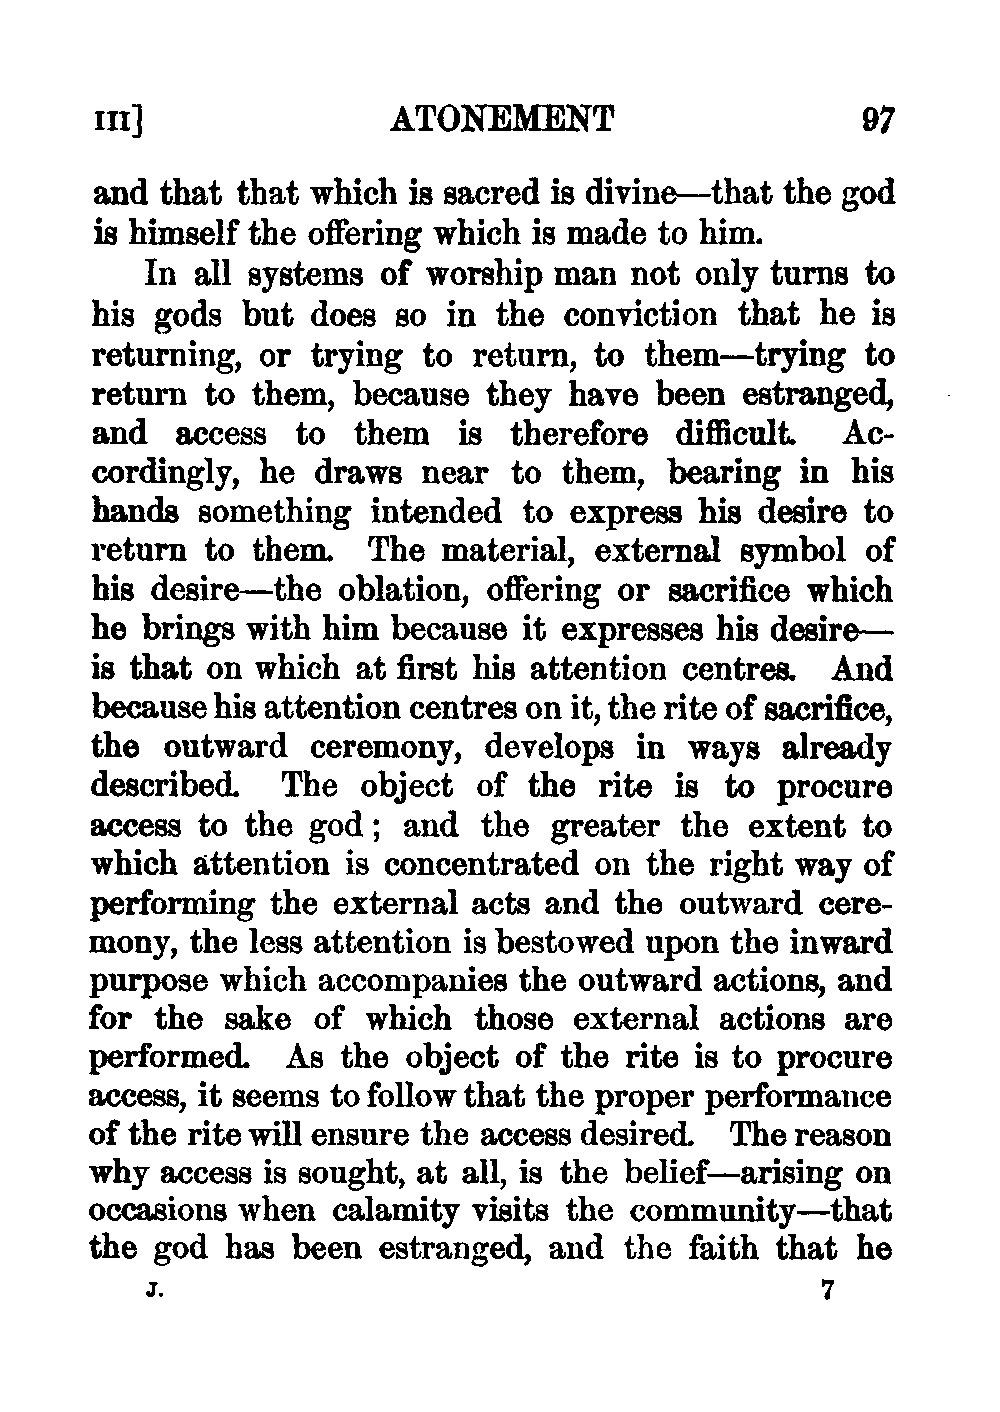 III] ATONEMENT 97
and that that which is sacred is divine—that the god
is himself the offering which is made to him.
In all systems of worship man not only turns to
his gods but does so in the conviction that he is
returning, or trying to return, to them—trying to
return to them, because they have been estranged,
and access to them is therefore difficult. Ac-
cordingly, he draws near to them, bearing in his
hands something intended to express his desire to
return to them. The material, external symbol of
his desire—the oblation, offering or sacrifice which
he brings with him because it expresses his desire—
is that on which at first his attention centres. And
because his attention centres on it, the rite of sacrifice,
the outward ceremony, develops in ways already
described. The object of the rite is to procure
access to the god; and the greater the extent to
which attention is concentrated on the right way of
performing the external acts and the outward cere-
mony, the less attention is bestowed upon the inward
purpose which accompanies the outward actions, and
for the sake of which those external actions are
performed. As the object of the rite is to procure
access, it seems to follow that the proper performance
of the rite will ensure the access desired. The reason
why access is sought, at all, is the belief—arising on
occasions when calamity visits the community—that
the god has been estranged, and the faith that he
J. 7